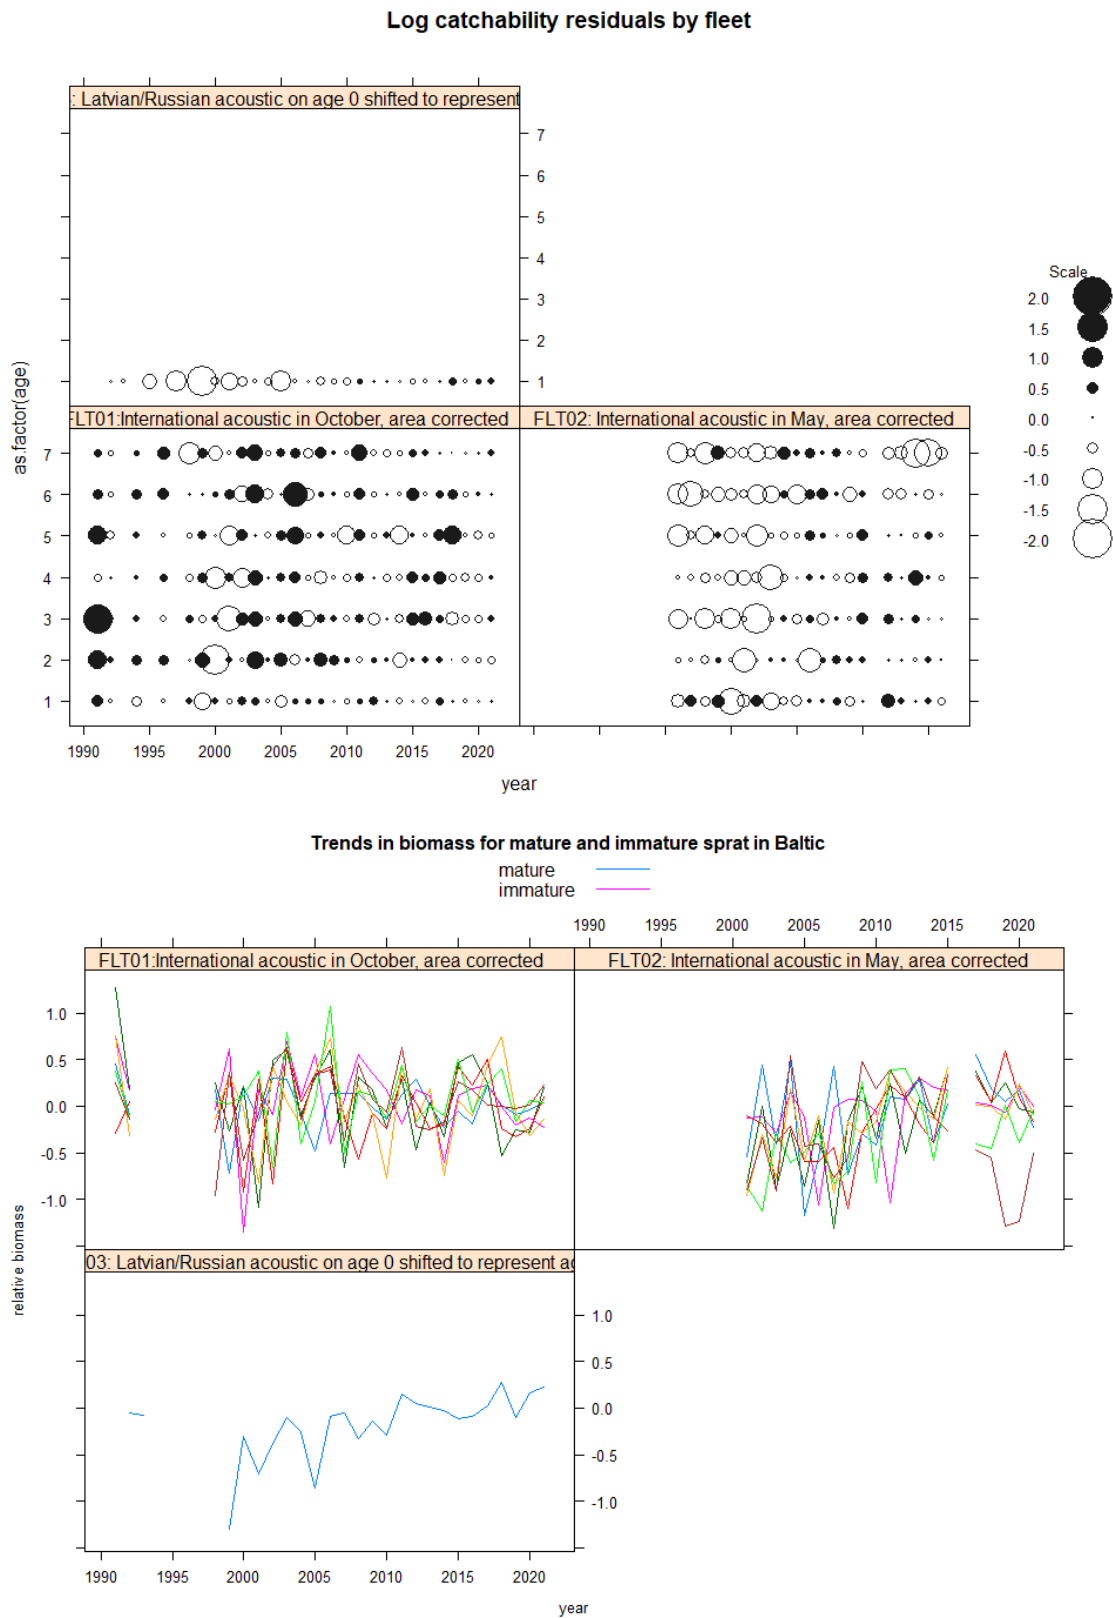 Log catchability residuals by fleet
: Latvian/Russian acoustic on age 0 shifted to represent
7
6
5
4
3
2
1
Scale
2.0
1.5
1.0
0.5
0.0
-0.5
-1.0
-1.5
-2.0
as.factor(age)
FLT01:International acoustic in October, area corrected
FLT02: International acoustic in May, area corrected
7
6
5
4
3
2
1
1990 1995 2000 2005 2010 2015 2020
year
Trends in biomass for mature and immature sprat in Baltic
mature
immature
1990 1995 2000 2005 2010 2015 2020
FLT01:International acoustic in October, area corrected
FLT02: International acoustic in May, area corrected
1.0
0.5
0.0
-0.5
-1.0
relative biomass
03: Latvian/Russian acoustic on age 0 shifted to represent ag
1.0
0.5
0.0
-0.5
-1.0
1990 1995 2000 2005 2010 2015 2020
year